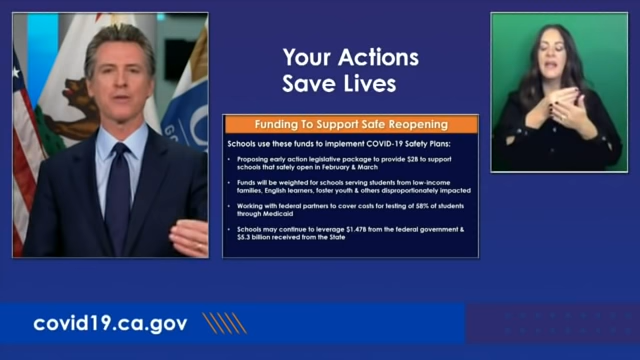 Your Actions
Save Lives
Funding To Support Safe Reopening
Schools use these funds to implement COVID-19 Safety Plans:
• Proposing early action legislative package to provide $2B to support
schools that safely open in February & March
• Funds will be weighted for schools serving students from low-income
families, English learners, foster youth & others disproportionately impacted
• Working with federal partners to cover costs for testing of 58% of students
through Medicaid
• Schools may continue to leverage $1.47B from the federal government &
$5.3 billion received from the State
covid19.ca.gov